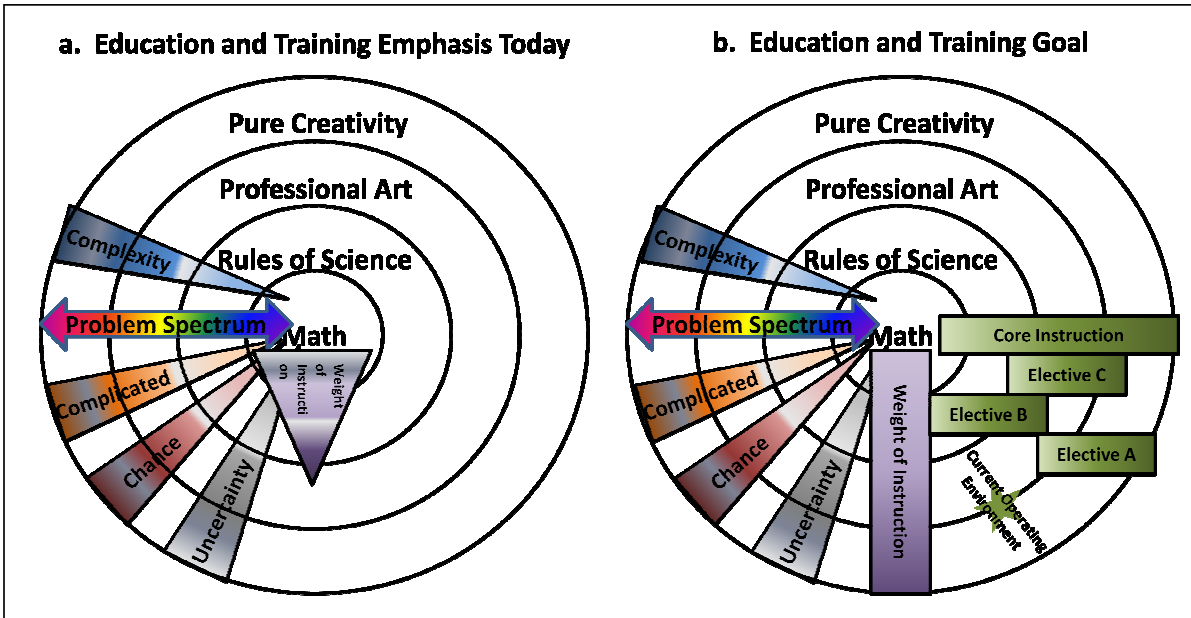 a. Education and Training Emphasis Today
Pure Creativity
Professional Art
Rules of Science
Math
Complexity
Problem Spectrum
Complicated
Chance
Uncertainty
Weight
of
Instructi
on
b. Education and Training Goal
Pure Creativity
Professional Art
Rules of Science
Math
Complexity
Problem Spectrum
Complicated
Chance
Uncertainty
Weight of Instruction
Core Instruction
Elective C
Elective B
Elective A
Current Operating
Environment